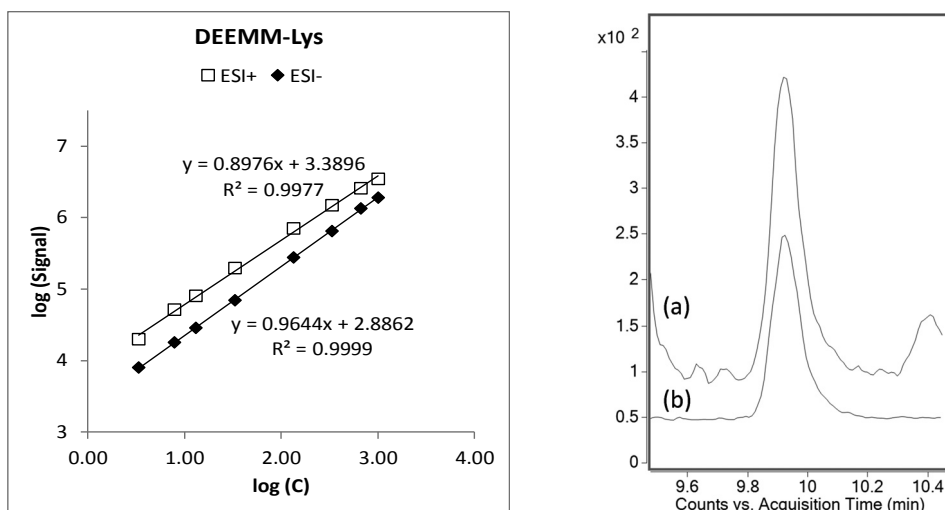 DEEMM-Lys
ESI+ ESI-
7
y = 0.8976x + 3.3896
R² = 0.9977
6
log (Signal)
5
y = 0.9644x + 2.8862
R² = 0.9999
4
3
0.00 1.00 2.00 3.00 4.00
log (C)
x10 2
4
3.5
3
2.5
2
(a)
1.5
1
(b)
0.5
0
9.6 9.8 10 10.2 10.4
Counts vs. Acquisition Time (min)